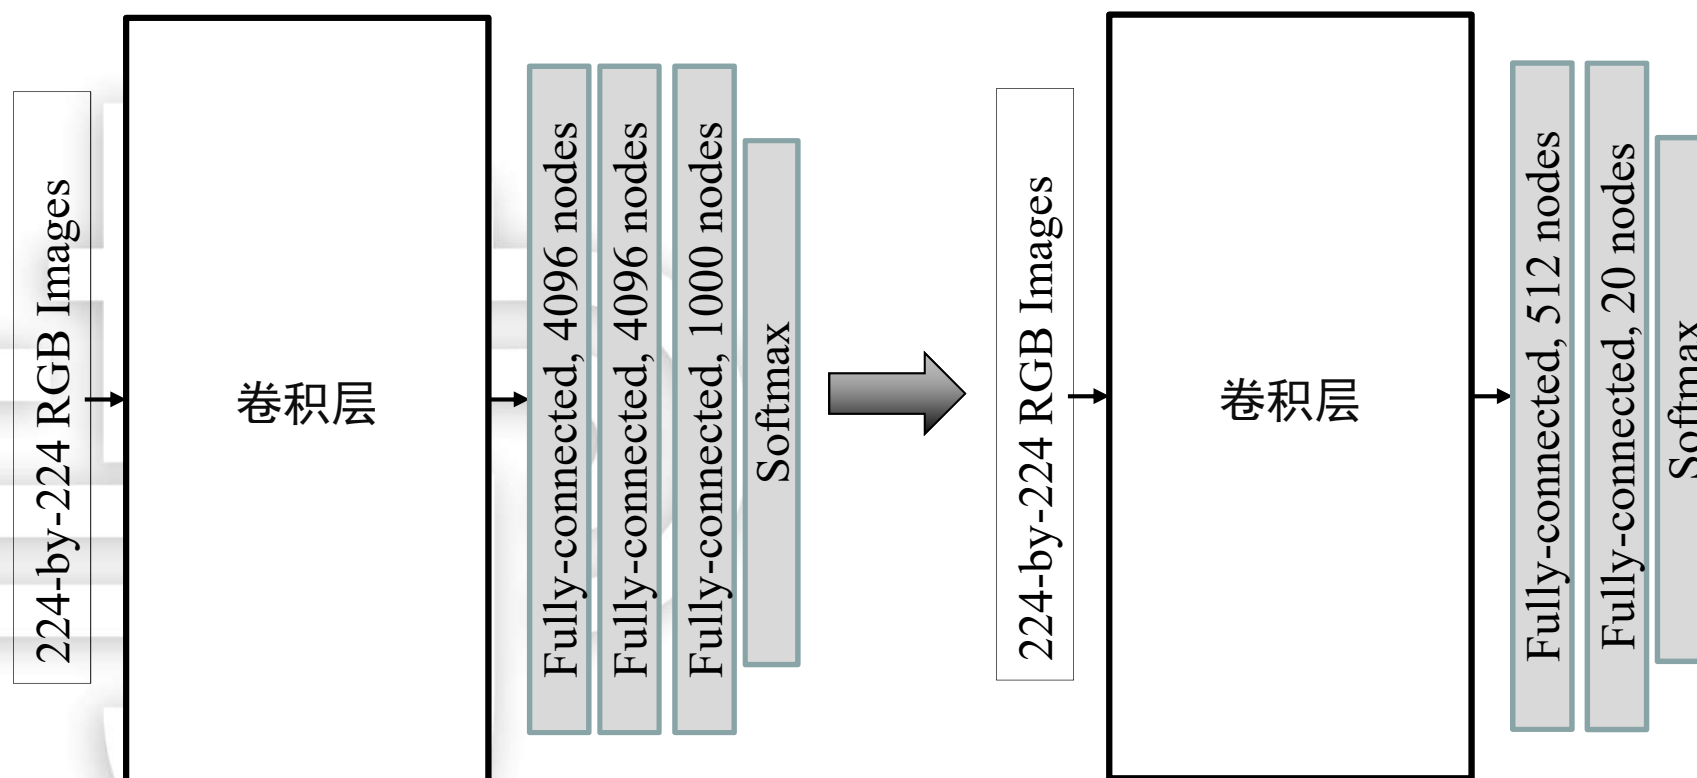 224-by-224 RGB Images
卷积层
Fully-connected, 4096 nodes
Fully-connected, 4096 nodes
Fully-connected, 1000 nodes
Softmax
224-by-224 RGB Images
卷积层
Fully-connected, 512 nodes
Fully-connected, 20 nodes
Softmax